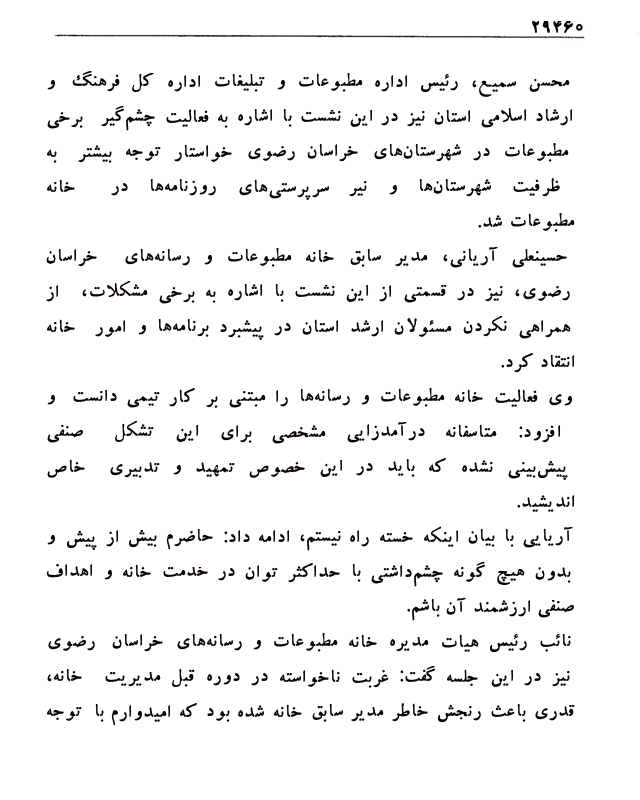 ۲۹۴۶۰
محسن سمیع، رئیس اداره مطبوعات و تبلیغات اداره کل فرهنگ و
ارشاد اسلامی استان نیز در این نشست با اشاره به فعالیت چشم‌گیر برخی
مطبوعات در شهرستان‌های خراسان رضوی خواستار توجه بیشتر به
ظرفیت شهرستان‌ها و نیر سرپرستی‌های روزنامه‌ها در خانه
مطبوعات شد.
حسینعلی آریانی، مدیر سابق خانه مطبوعات و رسانه‌های خراسان
رضوی، نیز در قسمتی از این نشست با اشاره به برخی مشکلات، از
همراهی نکردن مسئولان ارشد استان در پیشبرد برنامه‌ها و امور خانه
انتقاد کرد.
وی فعالیت خانه مطبوعات و رسانه‌ها را مبتنی بر کار تیمی دانست و
افزود: متاسفانه درآمدزایی مشخصی برای این تشکل صنفی
پیش‌بینی نشده که باید در این خصوص تمهید و تدبیری خاص
اندیشید.
آریایی با بیان اینکه خسته راه نیستم، ادامه داد: حاضرم بیش از پیش و
بدون هیچ گونه چشم‌داشتی با حداکثر توان در خدمت خانه و اهداف
صنفی ارزشمند آن باشم.
نائب رئیس هیات مدیره خانه مطبوعات و رسانه‌های خراسان رضوی
نیز در این جلسه گفت: غربت ناخواسته در دوره قبل مدیریت خانه،
قدری باعث رنجش خاطر مدیر سابق خانه شده بود که امیدوارم با توجه